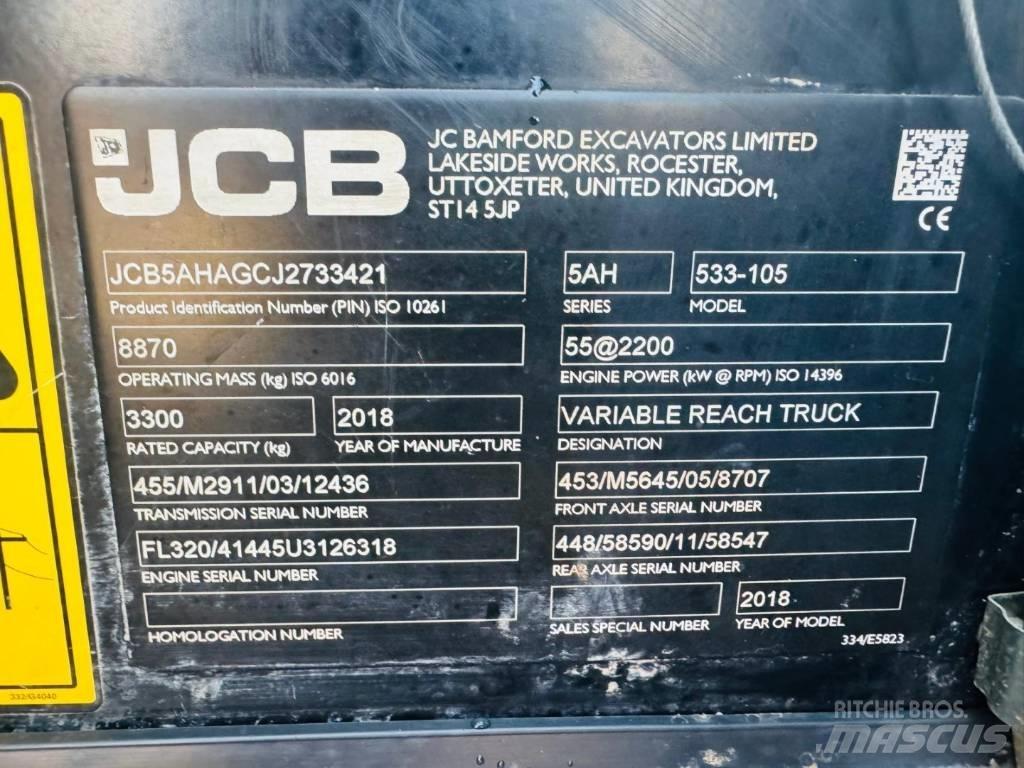 JCB
JC BAMFORD EXCAVATORS LIMITED
LAKESIDE WORKS, ROCESTER,
UTTOXETER, UNITED KINGDOM,
ST14 5JP
CE
JCB5AHAGCJ2733421
Product Identification Number (PIN) ISO 10261
5AH
SERIES
533-105
MODEL
8870
OPERATING MASS (kg) ISO 6016
55@2200
ENGINE POWER (kW @ RPM) ISO 14396
3300
RATED CAPACITY (kg)
2018
YEAR OF MANUFACTURE
VARIABLE REACH TRUCK
DESIGNATION
455/M2911/03/12436
TRANSMISSION SERIAL NUMBER
453/M5645/05/8707
FRONT AXLE SERIAL NUMBER
FL320/41445U3126318
ENGINE SERIAL NUMBER
448/58590/11/58547
REAR AXLE SERIAL NUMBER
HOMOLOGATION NUMBER
SALES SPECIAL NUMBER
2018
YEAR OF MODEL
334/E5823
332/G4040
RITCHIE BROS.
MASCUS